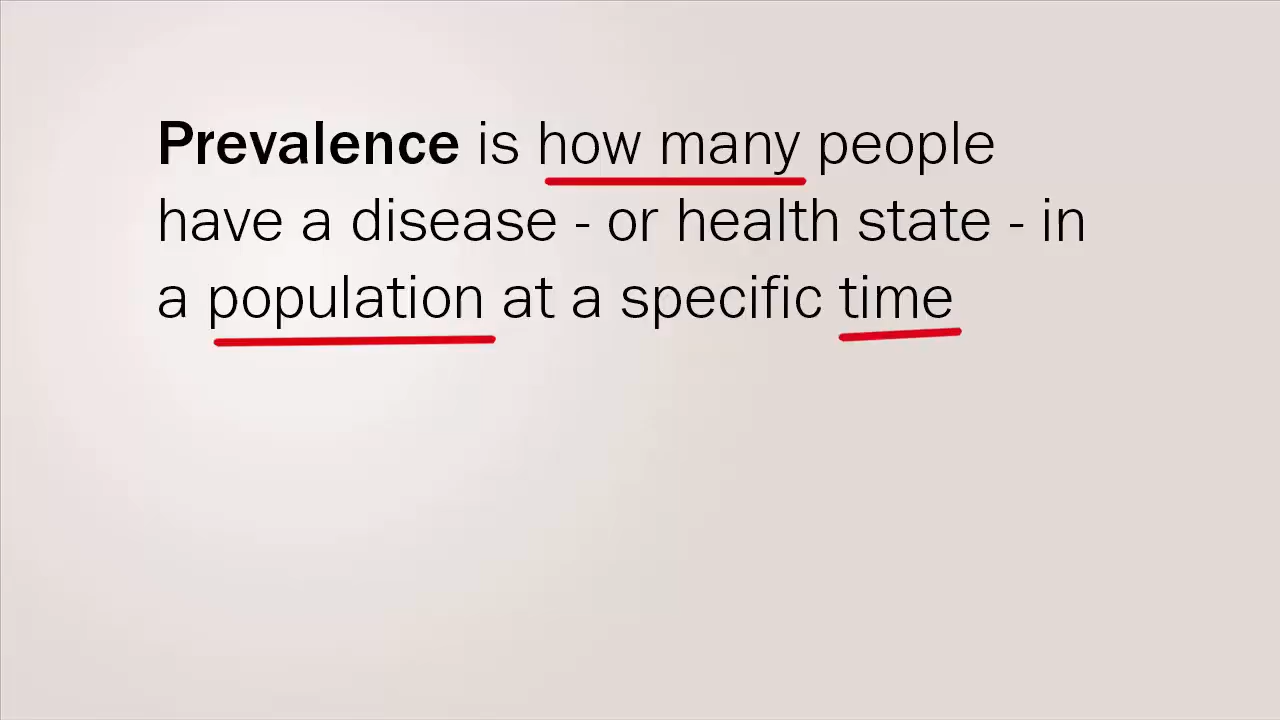 Prevalence is how many people
have a disease - or health state - in
a population at a specific time